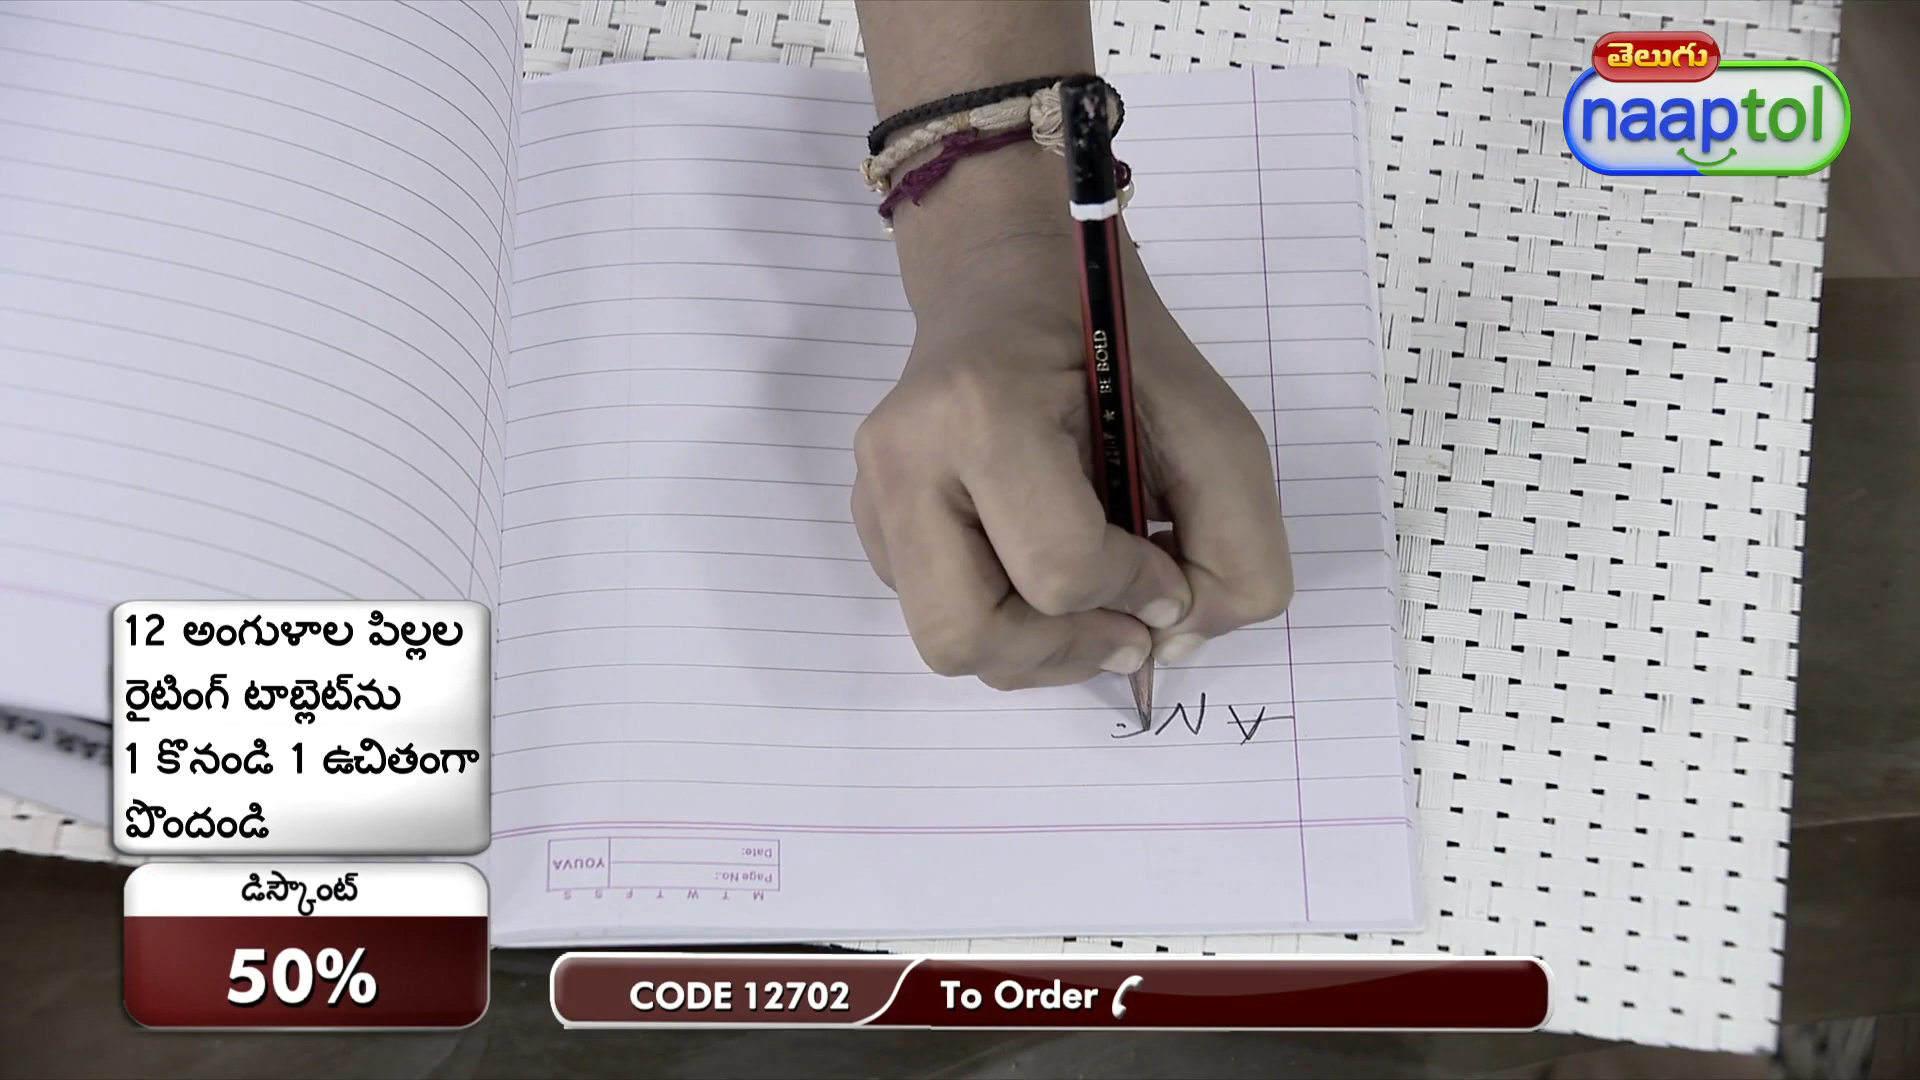 తెలుగు
naaptol
BE BOLD
A N
12 అంగుళాల పిల్లల
రైటింగ్ టాబ్లెట్‌ను
1 కొనండి 1 ఉచితంగా
పొందండి
డిస్కౌంట్
50%
YOUVA
Date:
Page No.:
M T W T F S S
CODE 12702
To Order